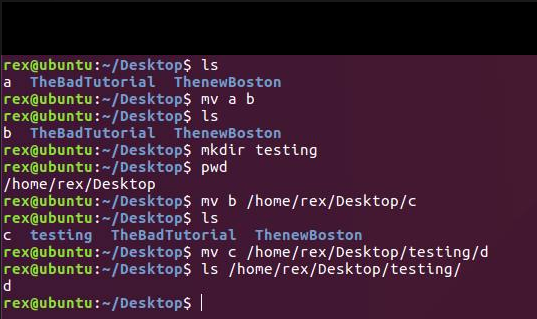 rex@ubuntu:~/Desktop$ ls
a  TheBadTutorial  ThenewBoston
rex@ubuntu:~/Desktop$ mv a b
rex@ubuntu:~/Desktop$ ls
b  TheBadTutorial  ThenewBoston
rex@ubuntu:~/Desktop$ mkdir testing
rex@ubuntu:~/Desktop$ pwd
/home/rex/Desktop
rex@ubuntu:~/Desktop$ mv b /home/rex/Desktop/c
rex@ubuntu:~/Desktop$ ls
c  testing  TheBadTutorial  ThenewBoston
rex@ubuntu:~/Desktop$ mv c /home/rex/Desktop/testing/d
rex@ubuntu:~/Desktop$ ls /home/rex/Desktop/testing/
d
rex@ubuntu:~/Desktop$